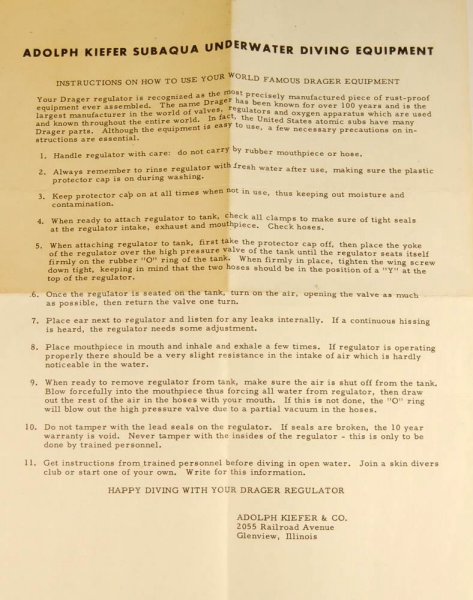 ADOLPH KIEFER SUBAQUA UNDERWATER DIVING EQUIPMENT
INSTRUCTIONS ON HOW TO USE YOUR WORLD FAMOUS DRAGER EQUIPMENT
Your Drager regulator is recognized as the most precisely manufactured piece of rust-proof
equipment ever assembled. The name Drager has been known for over 100 years and is the
largest manufacturer in the world of valves, regulators and oxygen apparatus which are used
and known throughout the entire world. In fact, the United States atomic subs have many
Drager parts. Although the equipment is easy to use, a few necessary precautions on in-
structions are essential.
1. Handle regulator with care: do not carry by rubber mouthpiece or hose.
2. Always remember to rinse regulator with fresh water after use, making sure the plastic
protector cap is on during washing.
3. Keep protector cap on at all times when not in use, thus keeping out moisture and
contamination.
4. When ready to attach regulator to tank, check all clamps to make sure of tight seals
at the regulator intake, exhaust and mouthpiece. Check hoses.
5. When attaching regulator to tank, first take the protector cap off, then place the yoke
of the regulator over the high pressure valve of the tank until the regulator seats itself
firmly on the rubber "O" ring of the tank. When firmly in place, tighten the wing screw
down tight, keeping in mind that the two hoses should be in the position of a "Y" at the
top of the regulator.
6. Once the regulator is seated on the tank, turn on the air, opening the valve as much
as possible, then return the valve one turn.
7. Place ear next to regulator and listen for any leaks internally. If a continuous hissing
is heard, the regulator needs some adjustment.
8. Place mouthpiece in mouth and inhale and exhale a few times. If regulator is operating
properly there should be a very slight resistance in the intake of air which is hardly
noticeable in the water.
9. When ready to remove regulator from tank, make sure the air is shut off from the tank.
Blow forcefully into the mouthpiece thus forcing all water from regulator, then draw
out the rest of the air in the hoses with your mouth. If this is not done, the "O" ring
will blow out the high pressure valve due to a partial vacuum in the hoses.
10. Do not tamper with the lead seals on the regulator. If seals are broken, the 10 year
warranty is void. Never tamper with the insides of the regulator - this is only to be
done by trained personnel.
11. Get instructions from trained personnel before diving in open water. Join a skin divers
club or start one of your own. Write for this information.
HAPPY DIVING WITH YOUR DRAGER REGULATOR
ADOLPH KIEFER & CO.
2055 Railroad Avenue
Glenview, Illinois